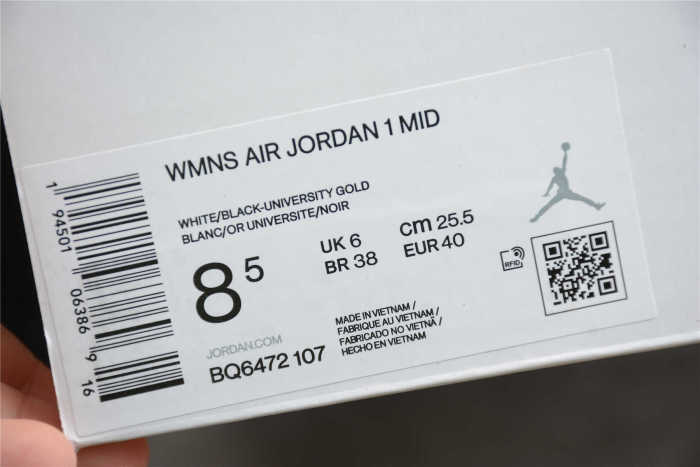 WMNS AIR JORDAN 1 MID
WHITE/BLACK-UNIVERSITY GOLD
BLANC/OR UNIVERSITE/NOIR
8 5
UK 6
BR 38
cm 25.5
EUR 40
RFID
JORDAN.COM
BQ6472 107
MADE IN VIETNAM /
FABRIQUE AU VIETNAM /
FABRICADO NO VIETNÃ /
HECHO EN VIETNAM
1 94501 06386 9 16